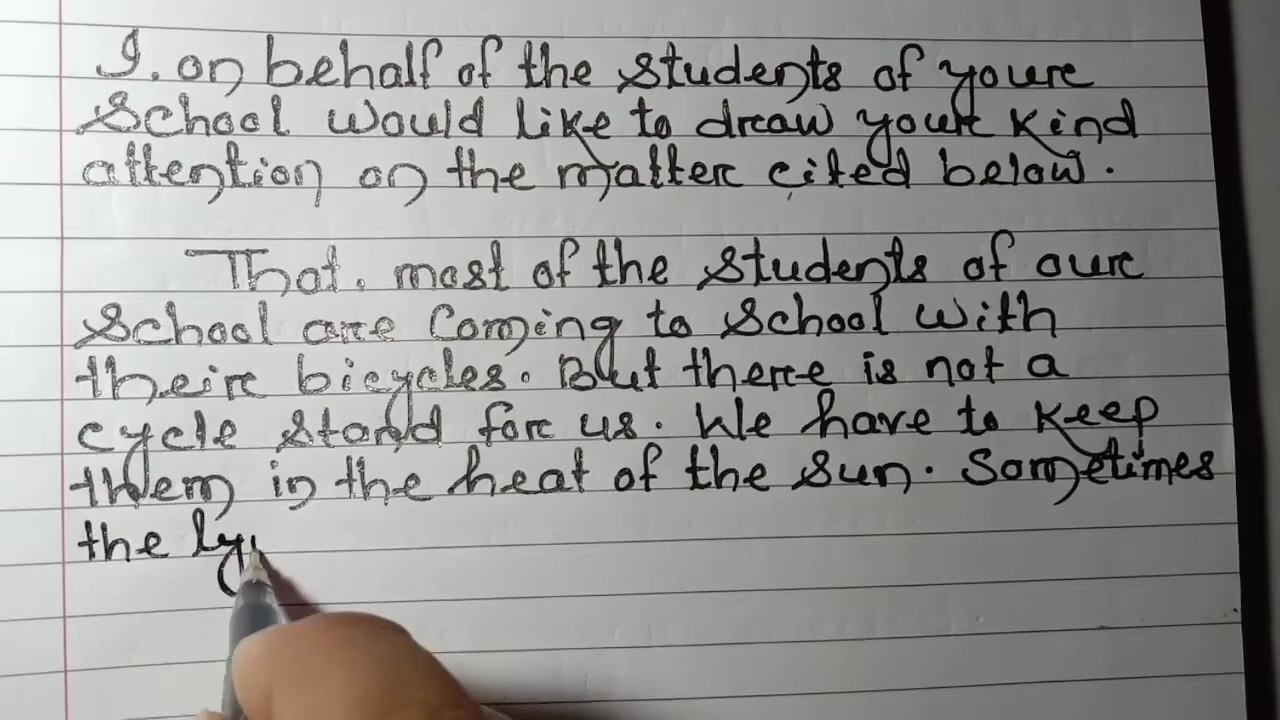 I. on behalf of the students of your
School would like to draw your kind
attention on the matter cited below.
That. most of the students of our
School are Coming to School with
their bicycles. But there is not a
cycle stand for us. We have to keep
them in the heat of the sun. Sometimes
the